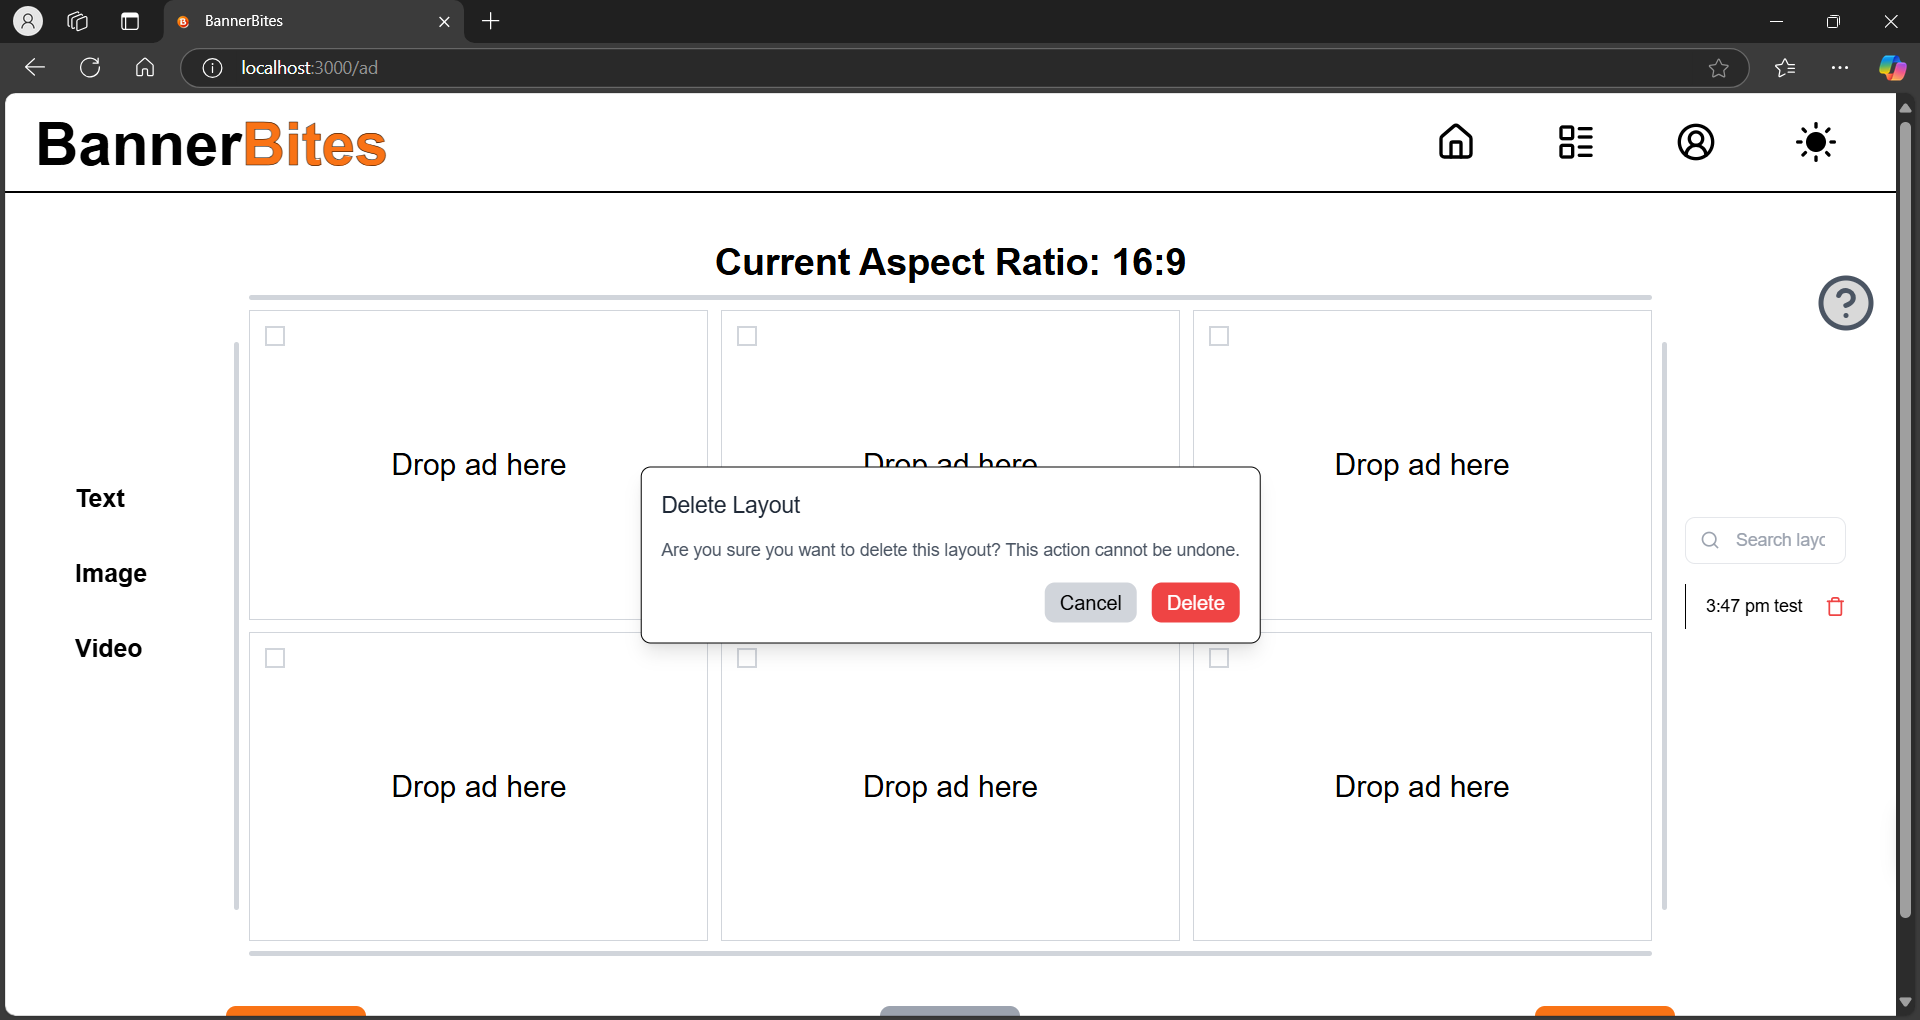 BannerBites
localhost:3000/ad
BannerBites
Current Aspect Ratio: 16:9
Drop ad here
Drop ad here
Drop ad here
Text
Image
Video
Delete Layout
Are you sure you want to delete this layout? This action cannot be undone.
Cancel
Delete
Search layc
3:47 pm test
Drop ad here
Drop ad here
Drop ad here